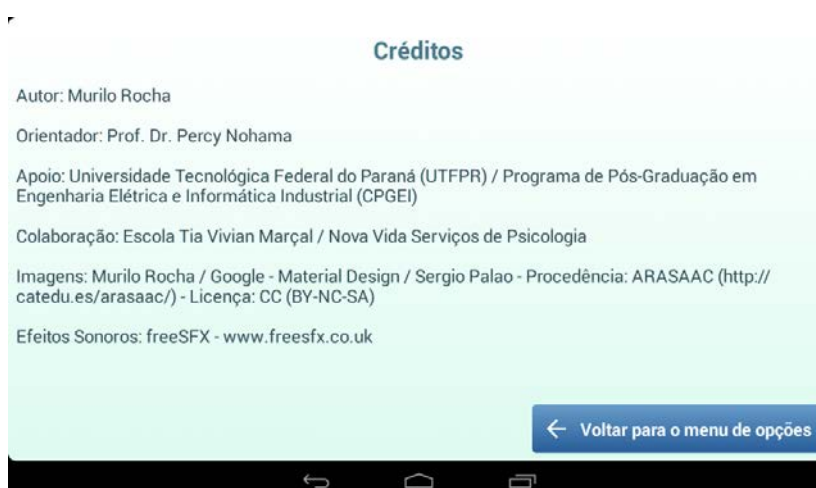 Créditos
Autor: Murilo Rocha
Orientador: Prof. Dr. Percy Nohama
Apoio: Universidade Tecnológica Federal do Paraná (UTFPR) / Programa de Pós-Graduação em
Engenharia Elétrica e Informática Industrial (CPGEI)
Colaboração: Escola Tia Vivian Marçal / Nova Vida Serviços de Psicologia
Imagens: Murilo Rocha / Google - Material Design / Sergio Palao - Procedência: ARASAAC (http://
catedu.es/arasaac/) - Licença: CC (BY-NC-SA)
Efeitos Sonoros: freeSFX - www.freesfx.co.uk
Voltar para o menu de opções